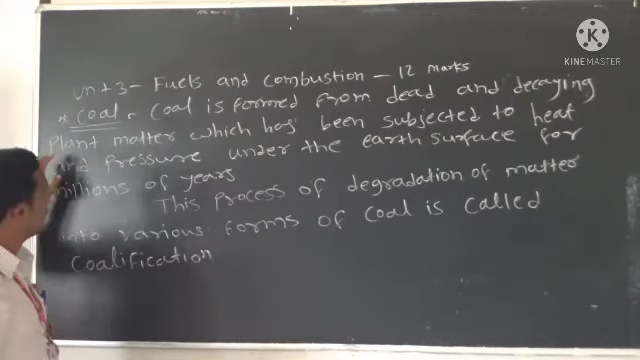 Unit 3 - Fuels and combustion - 12 marks
* Coal - Coal is formed from dead and decaying
Plant matter which has been subjected to heat
and pressure under the earth surface for
millions of years
This process of degradation of matter
into various forms of coal is called
Coalification
KINEMASTER